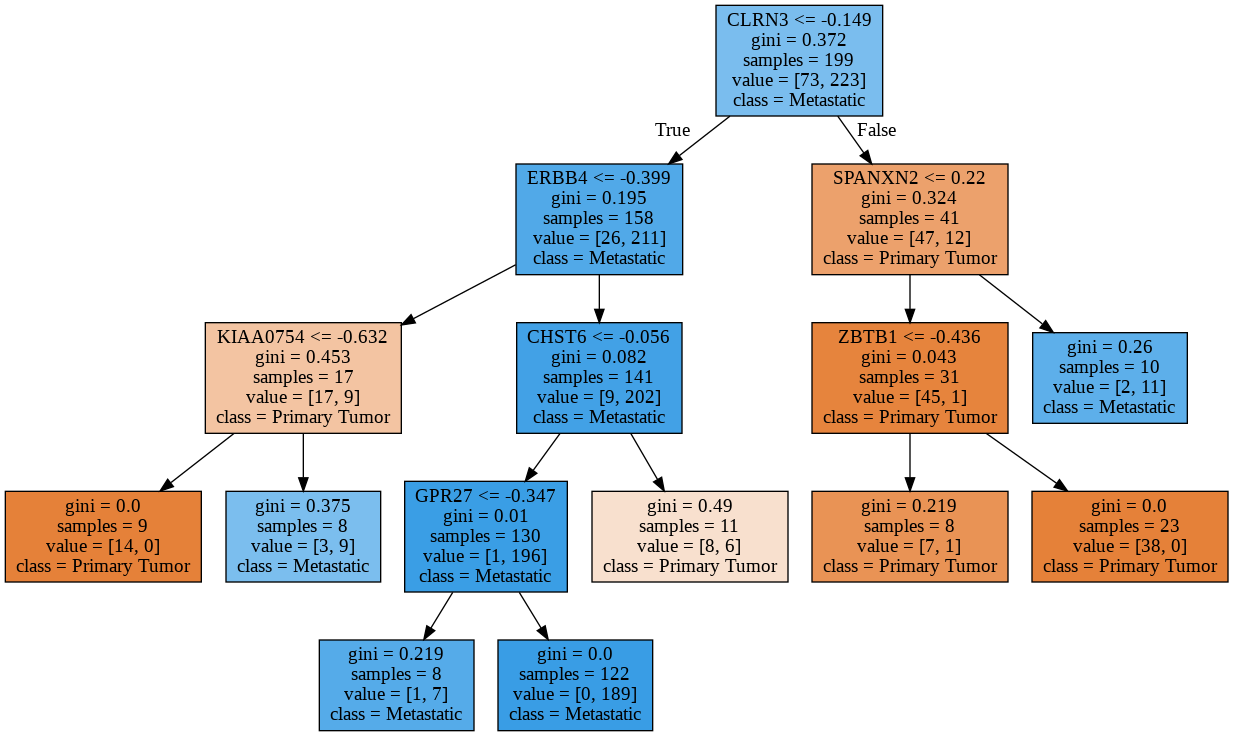 CLRN3 <= -0.149
gini = 0.372
samples = 199
value = [73, 223]
class = Metastatic
True
False
ERBB4 <= -0.399
gini = 0.195
samples = 158
value = [26, 211]
class = Metastatic
SPANXN2 <= 0.22
gini = 0.324
samples = 41
value = [47, 12]
class = Primary Tumor
KIAA0754 <= -0.632
gini = 0.453
samples = 17
value = [17, 9]
class = Primary Tumor
CHST6 <= -0.056
gini = 0.082
samples = 141
value = [9, 202]
class = Metastatic
ZBTB1 <= -0.436
gini = 0.043
samples = 31
value = [45, 1]
class = Primary Tumor
gini = 0.26
samples = 10
value = [2, 11]
class = Metastatic
gini = 0.0
samples = 9
value = [14, 0]
class = Primary Tumor
gini = 0.375
samples = 8
value = [3, 9]
class = Metastatic
GPR27 <= -0.347
gini = 0.01
samples = 130
value = [1, 196]
class = Metastatic
gini = 0.49
samples = 11
value = [8, 6]
class = Primary Tumor
gini = 0.219
samples = 8
value = [7, 1]
class = Primary Tumor
gini = 0.0
samples = 23
value = [38, 0]
class = Primary Tumor
gini = 0.219
samples = 8
value = [1, 7]
class = Metastatic
gini = 0.0
samples = 122
value = [0, 189]
class = Metastatic